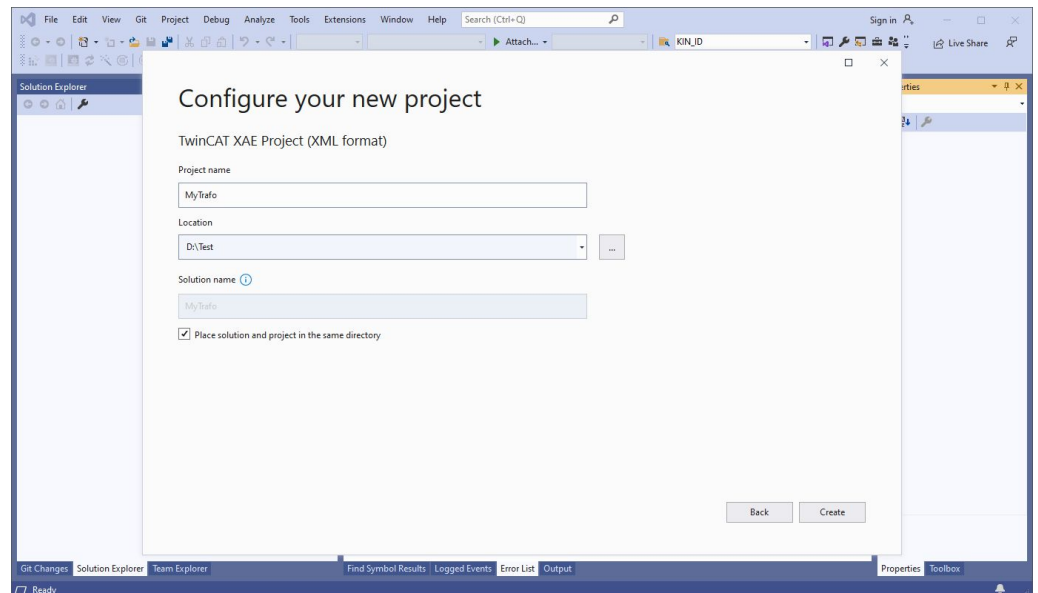 File Edit View Git Project Debug Analyze Tools Extensions Window Help Search (Ctrl+Q) Sign in
Attach... KIN_ID Live Share
Solution Explorer
Configure your new project
TwinCAT XAE Project (XML format)
Project name
MyTrafo
Location
D:\Test
...
Solution name
MyTrafo
Place solution and project in the same directory
Back Create
Git Changes Solution Explorer Team Explorer Find Symbol Results Logged Events Error List Output Properties Toolbox
Ready